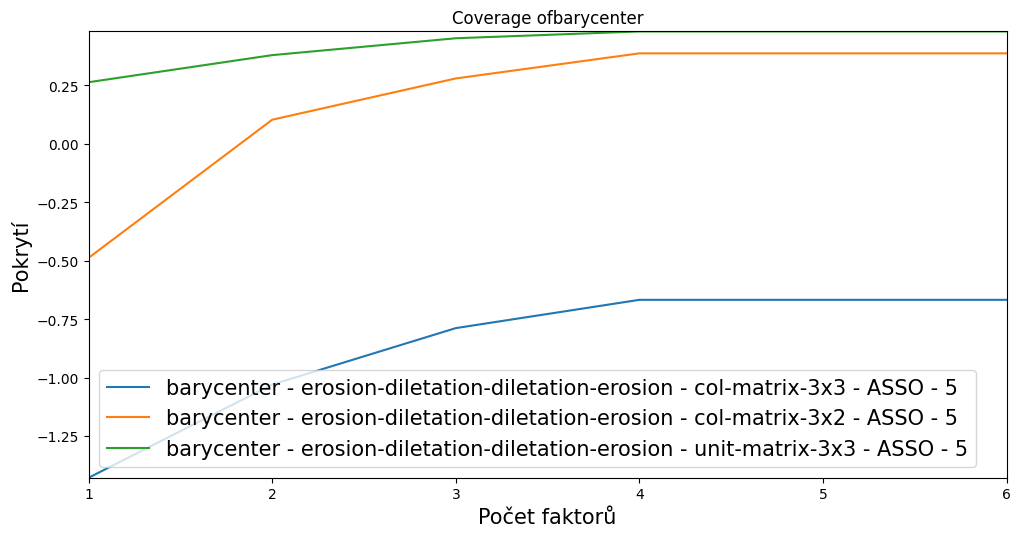 Coverage ofbarycenter
Pokrytí
0.25
0.00
−0.25
−0.50
−0.75
−1.00
−1.25
barycenter - erosion-diletation-diletation-erosion - col-matrix-3x3 - ASSO - 5
barycenter - erosion-diletation-diletation-erosion - col-matrix-3x2 - ASSO - 5
barycenter - erosion-diletation-diletation-erosion - unit-matrix-3x3 - ASSO - 5
1 2 3 4 5 6
Počet faktorů